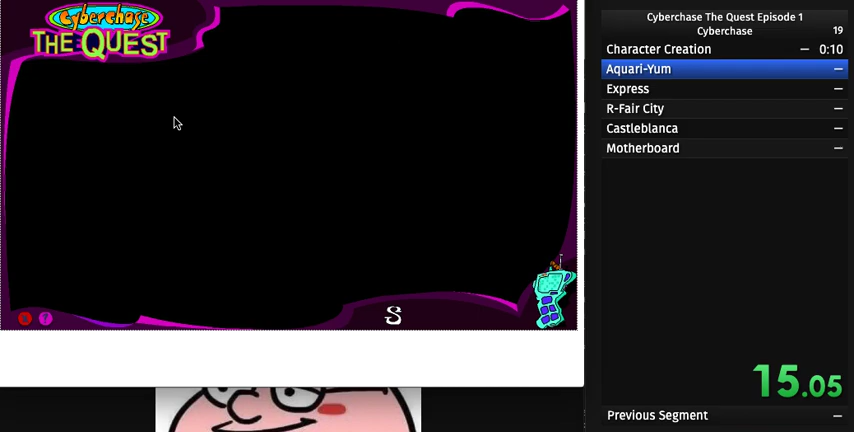 Cyberchase
THE QUEST
?
S
Cyberchase The Quest Episode 1
Cyberchase 19
Character Creation — 0:10
Aquari-Yum —
Express —
R-Fair City —
Castleblanca —
Motherboard —
15.05
Previous Segment —